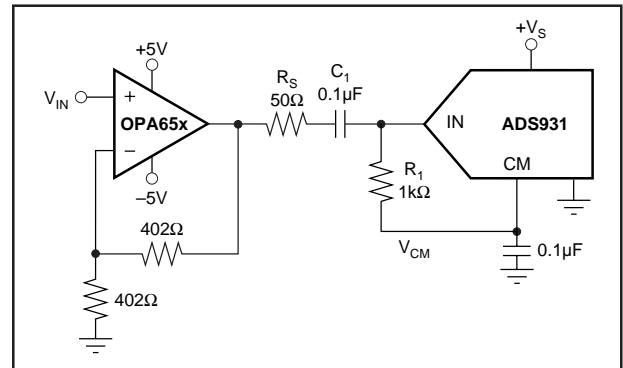 +5V
V_IN
+
OPA65x
–
–5V
402Ω
402Ω
R_S
50Ω
C_1
0.1µF
R_1
1kΩ
V_CM
+V_S
IN
ADS931
CM
0.1µF